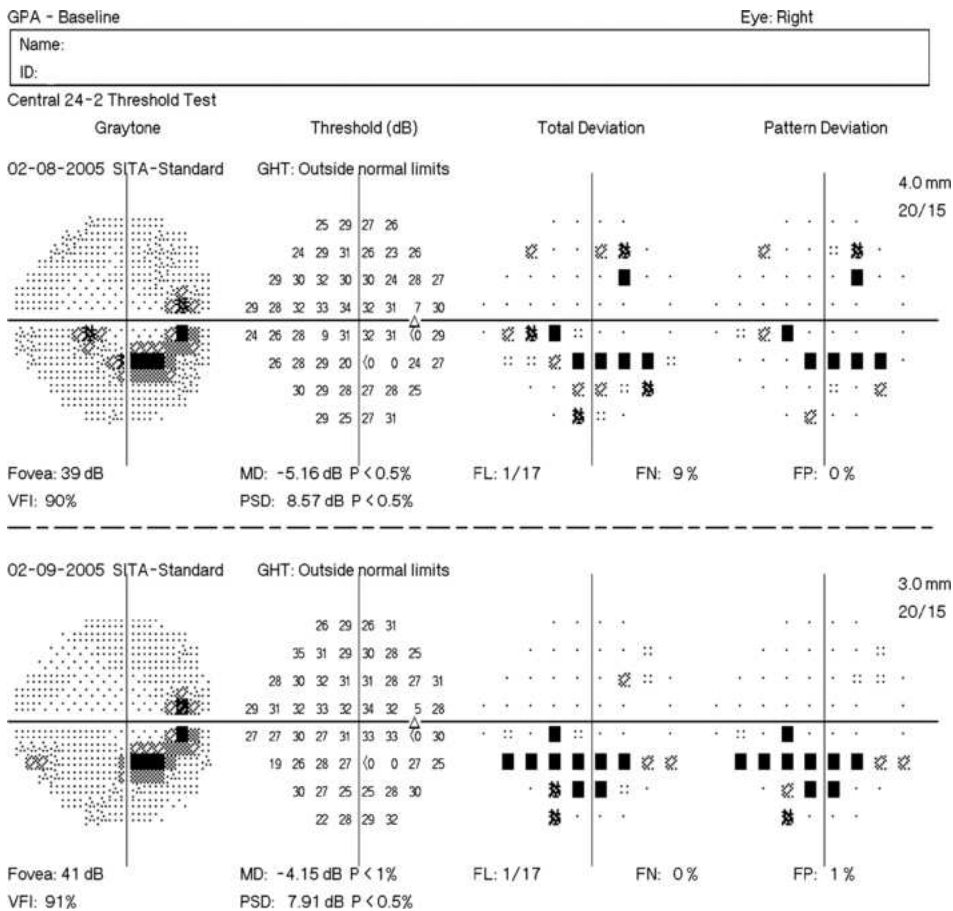 GPA - Baseline Eye: Right
Name:
ID:
Central 24-2 Threshold Test
Graytone Threshold (dB) Total Deviation Pattern Deviation
02-08-2005 SITA-Standard GHT: Outside normal limits
4.0 mm
20/15
25 29 27 26
24 29 31 26 23 26
29 30 32 30 30 24 28 27
29 28 32 33 34 32 31 7 30
24 26 28 9 31 32 31 ⟨0 29
26 28 29 20 ⟨0 0 24 27
30 29 28 27 28 25
29 25 27 31
Fovea: 39 dB MD: -5.16 dB P < 0.5% FL: 1/17 FN: 9 % FP: 0 %
VFI: 90% PSD: 8.57 dB P < 0.5%
02-09-2005 SITA-Standard GHT: Outside normal limits
3.0 mm
20/15
26 29 26 31
35 31 29 30 28 25
28 30 32 31 31 28 27 31
29 31 32 33 32 34 32 5 28
27 27 30 27 31 33 33 ⟨0 30
19 26 28 27 ⟨0 0 27 25
30 27 25 25 28 30
22 28 29 32
Fovea: 41 dB MD: -4.15 dB P < 1% FL: 1/17 FN: 0 % FP: 1 %
VFI: 91% PSD: 7.91 dB P < 0.5%